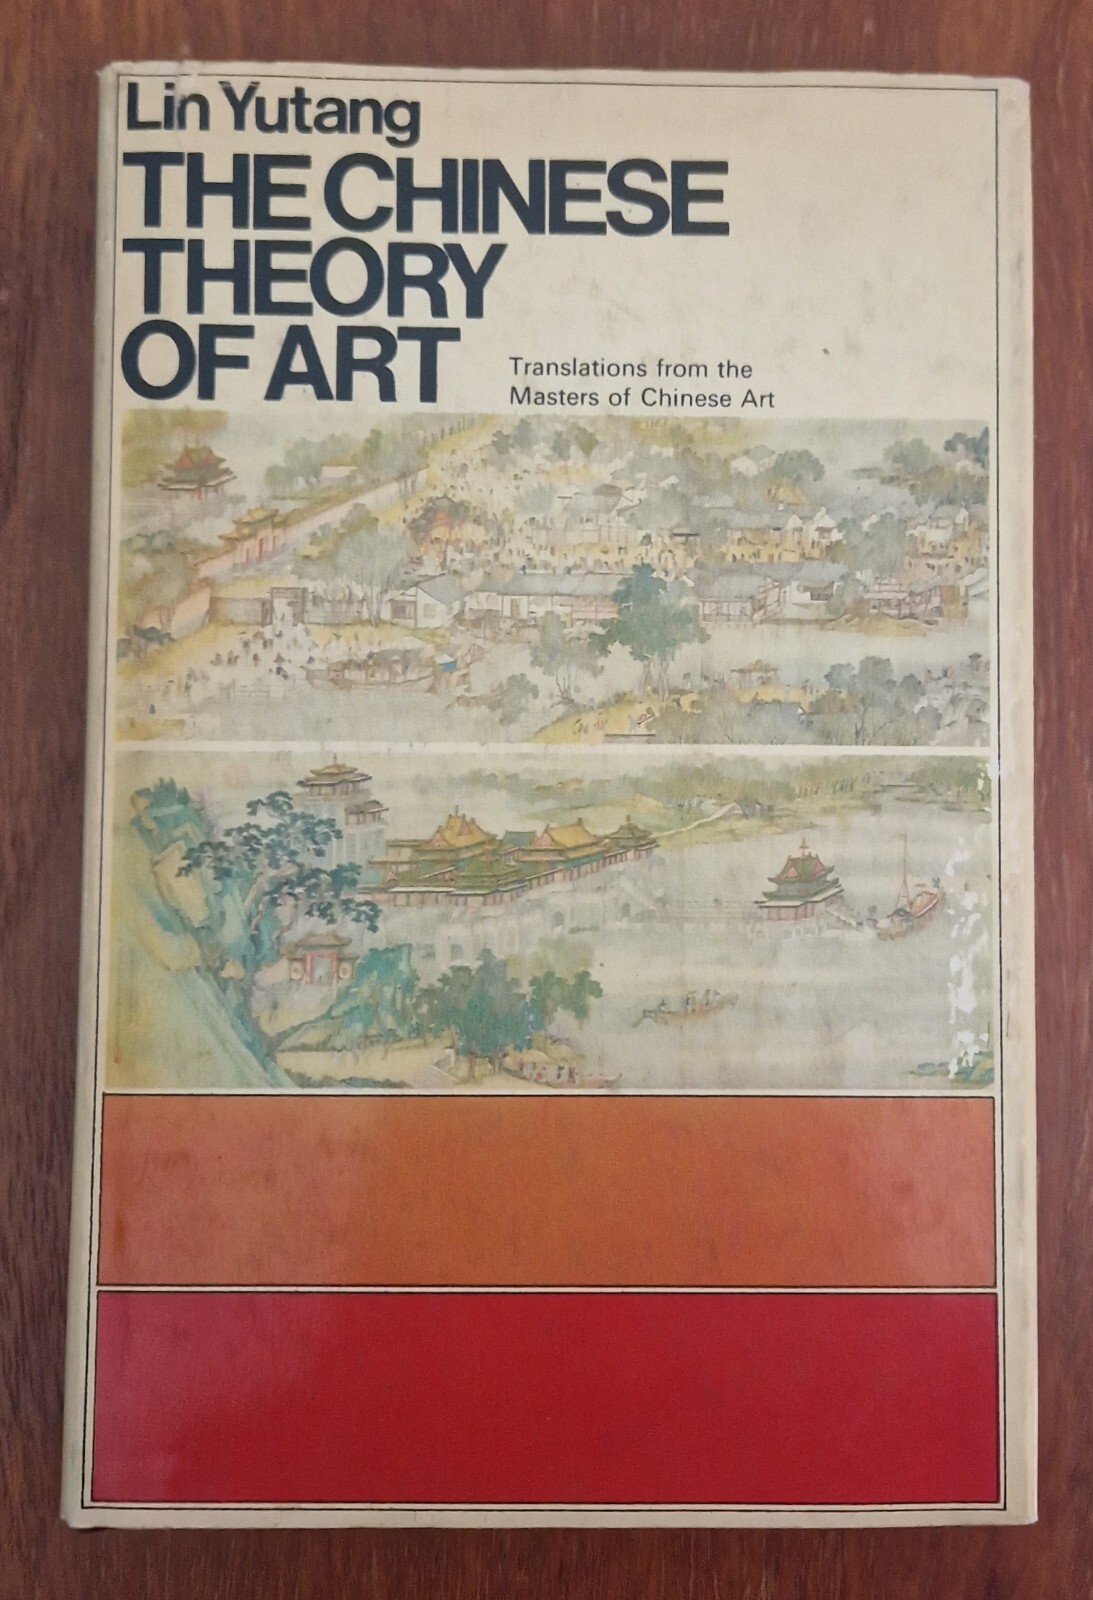 Lin Yutang
THE CHINESE
THEORY
OF ART
Translations from the
Masters of Chinese Art